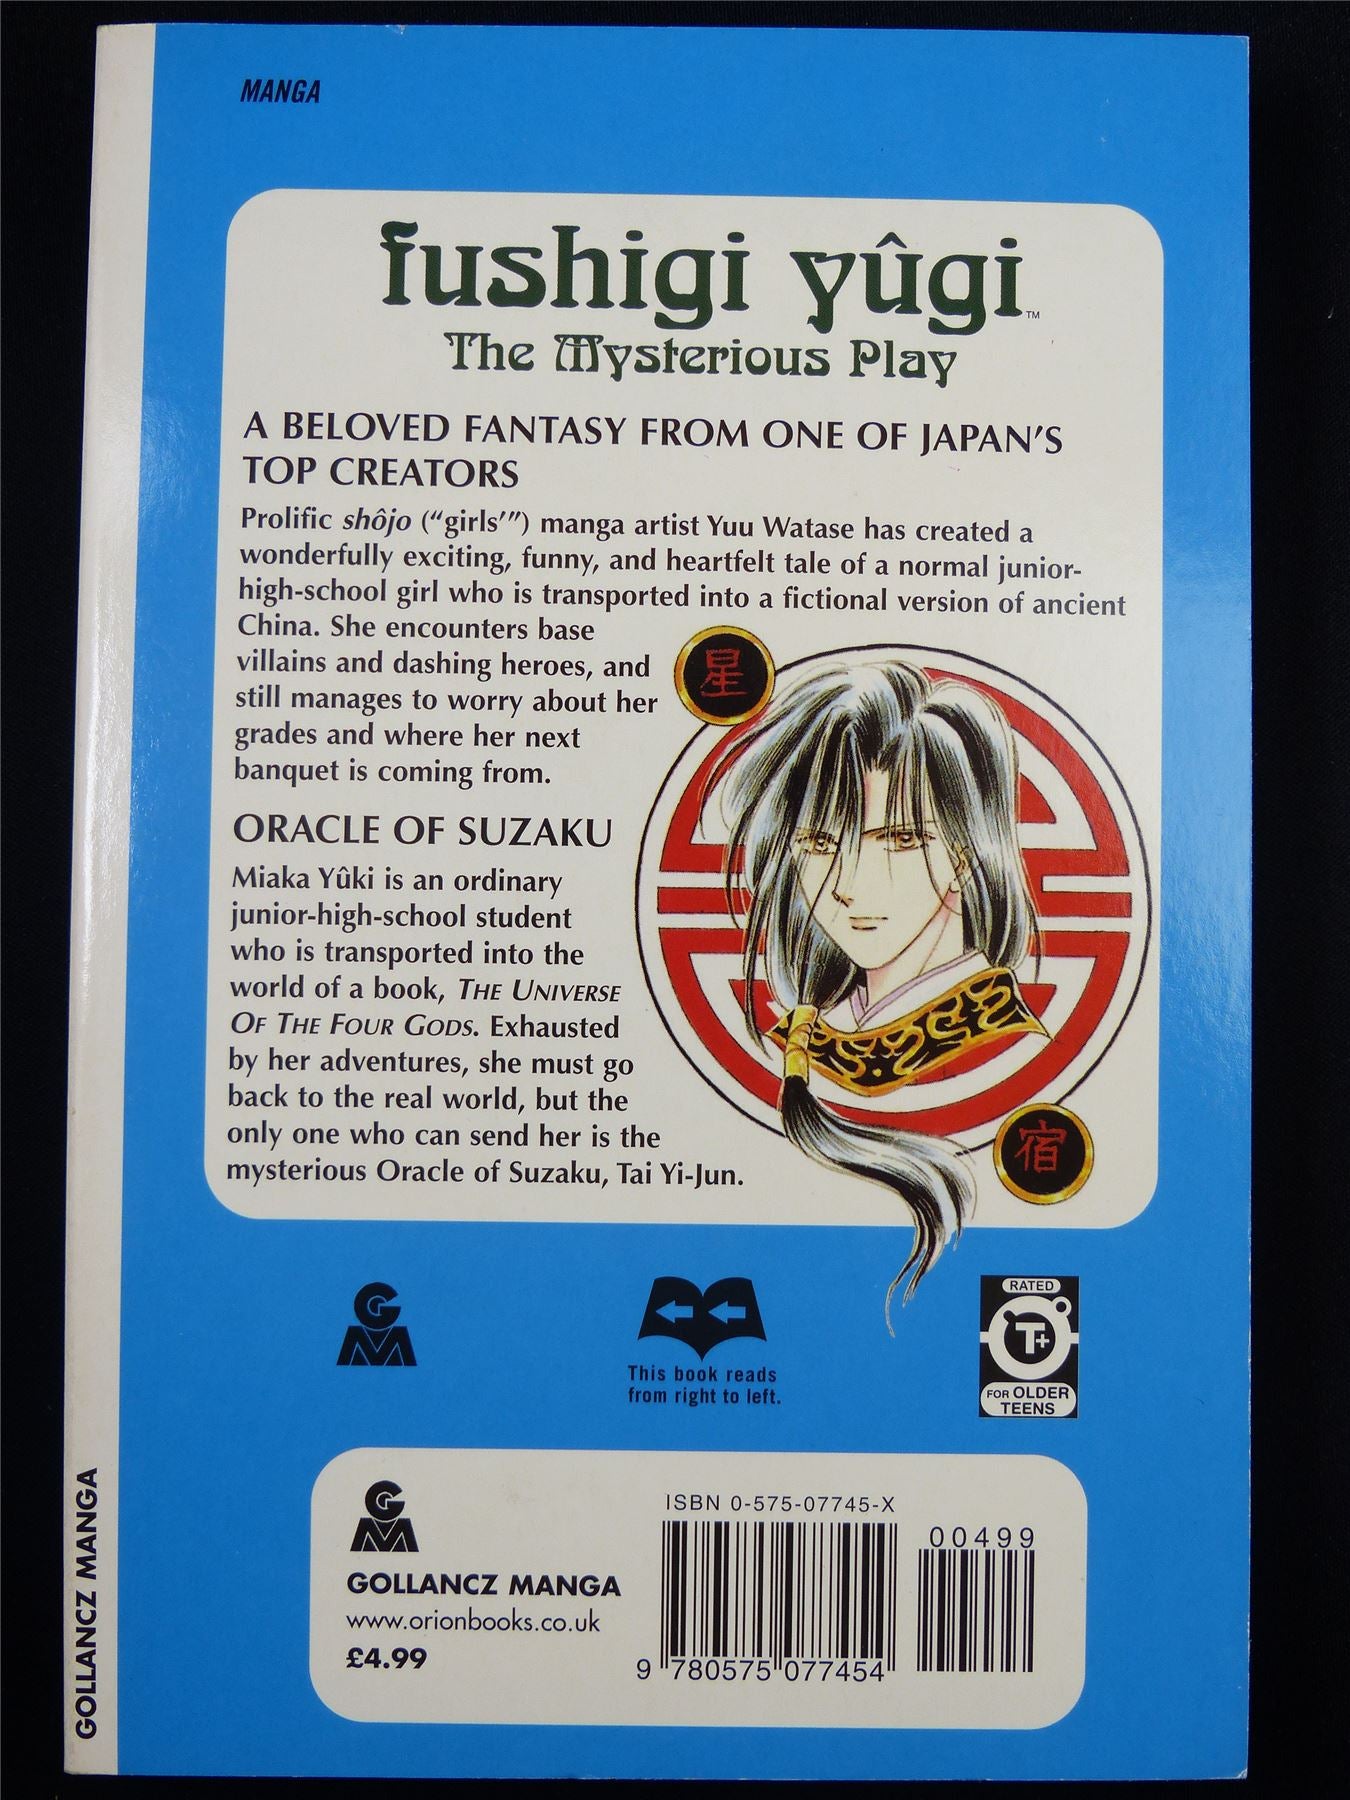 MANGA
fushigi yûgi™
The Mysterious Play
A BELOVED FANTASY FROM ONE OF JAPAN'S
TOP CREATORS
Prolific shôjo (“girls’”) manga artist Yuu Watase has created a
wonderfully exciting, funny, and heartfelt tale of a normal junior-
high-school girl who is transported into a fictional version of ancient
China. She encounters base
villains and dashing heroes, and
still manages to worry about her
grades and where her next
banquet is coming from.
星
ORACLE OF SUZAKU
Miaka Yûki is an ordinary
junior-high-school student
who is transported into the
world of a book, THE UNIVERSE
OF THE FOUR GODS. Exhausted
by her adventures, she must go
back to the real world, but the
only one who can send her is the
mysterious Oracle of Suzaku, Tai Yi-Jun.
宿
GM
This book reads
from right to left.
RATED
T+
FOR OLDER
TEENS
GM
GOLLANCZ MANGA
www.orionbooks.co.uk
£4.99
ISBN 0-575-07745-X
00499
9 780575 077454
GOLLANCZ MANGA